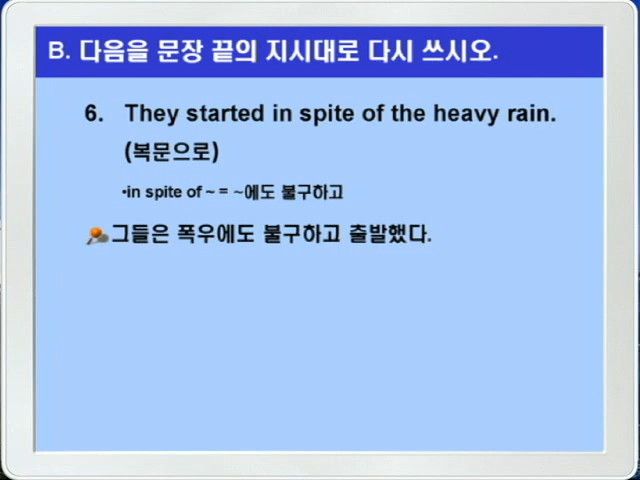 B. 다음을 문장 끝의 지시대로 다시 쓰시오.
6. They started in spite of the heavy rain.
(복문으로)
•in spite of ~ = ~에도 불구하고
그들은 폭우에도 불구하고 출발했다.